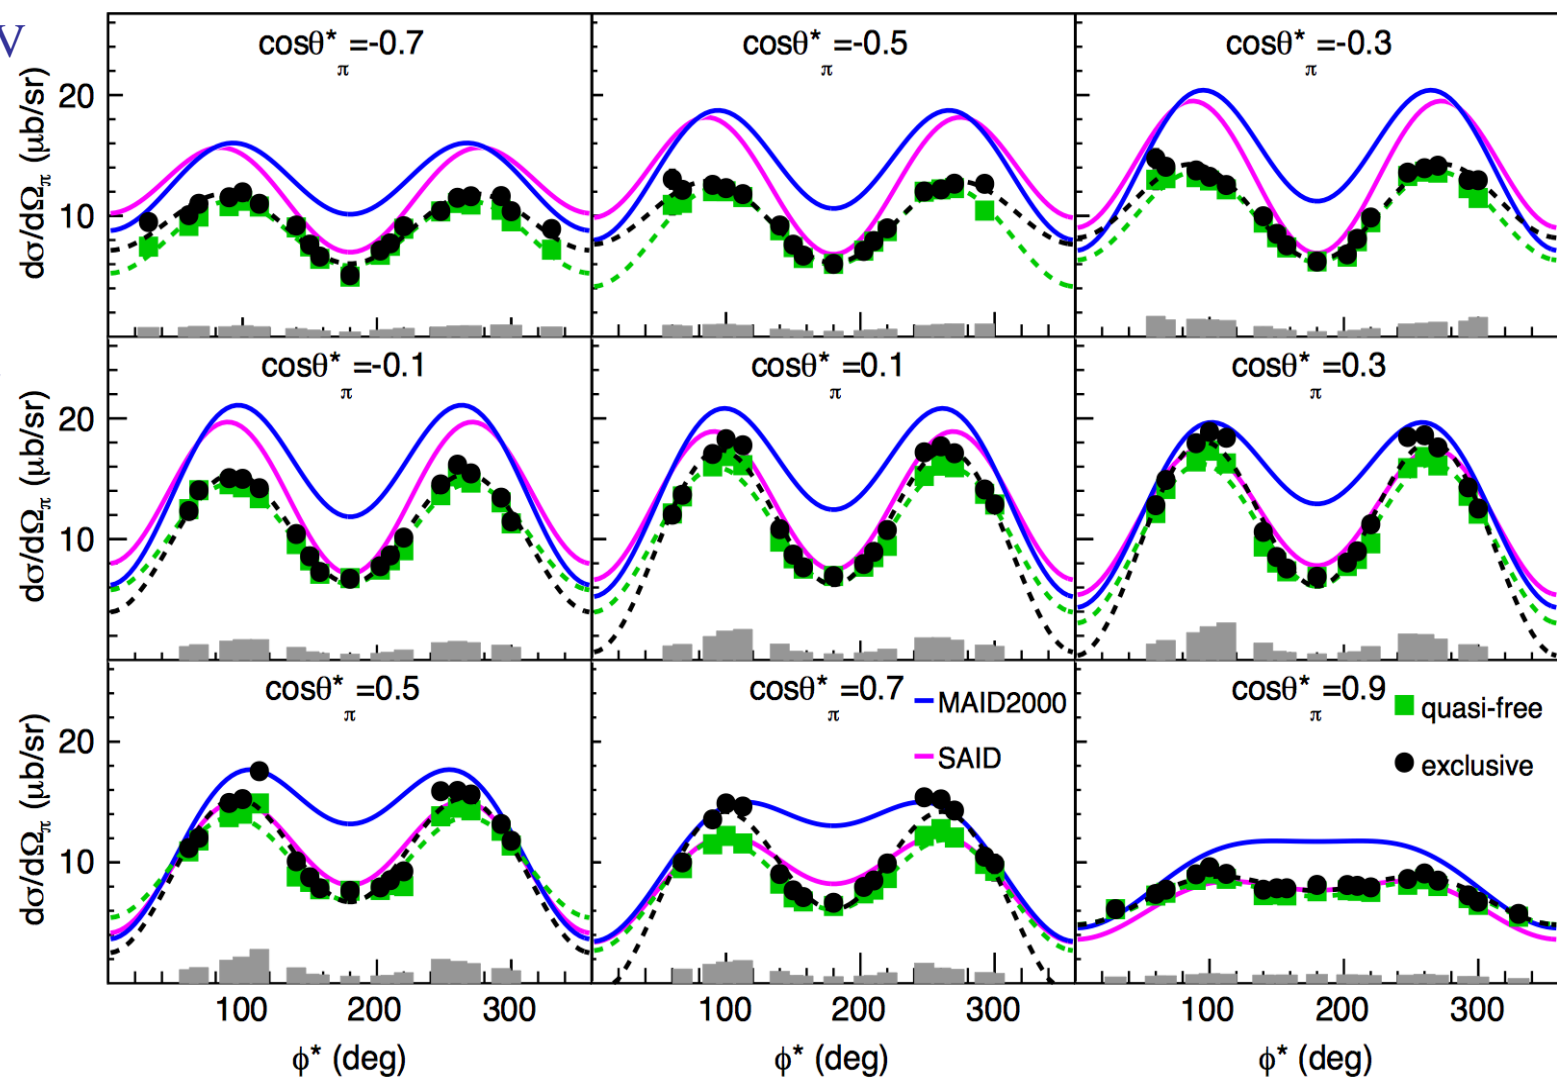 V
cosθ*π=-0.7
cosθ*π=-0.5
cosθ*π=-0.3
dσ/dΩπ (μb/sr)
20
10
cosθ*π=-0.1
cosθ*π=0.1
cosθ*π=0.3
dσ/dΩπ (μb/sr)
20
10
cosθ*π=0.5
cosθ*π=0.7
cosθ*π=0.9
MAID2000
SAID
quasi-free
exclusive
dσ/dΩπ (μb/sr)
20
10
100 200 300 100 200 300 100 200 300
ϕ* (deg) ϕ* (deg) ϕ* (deg)